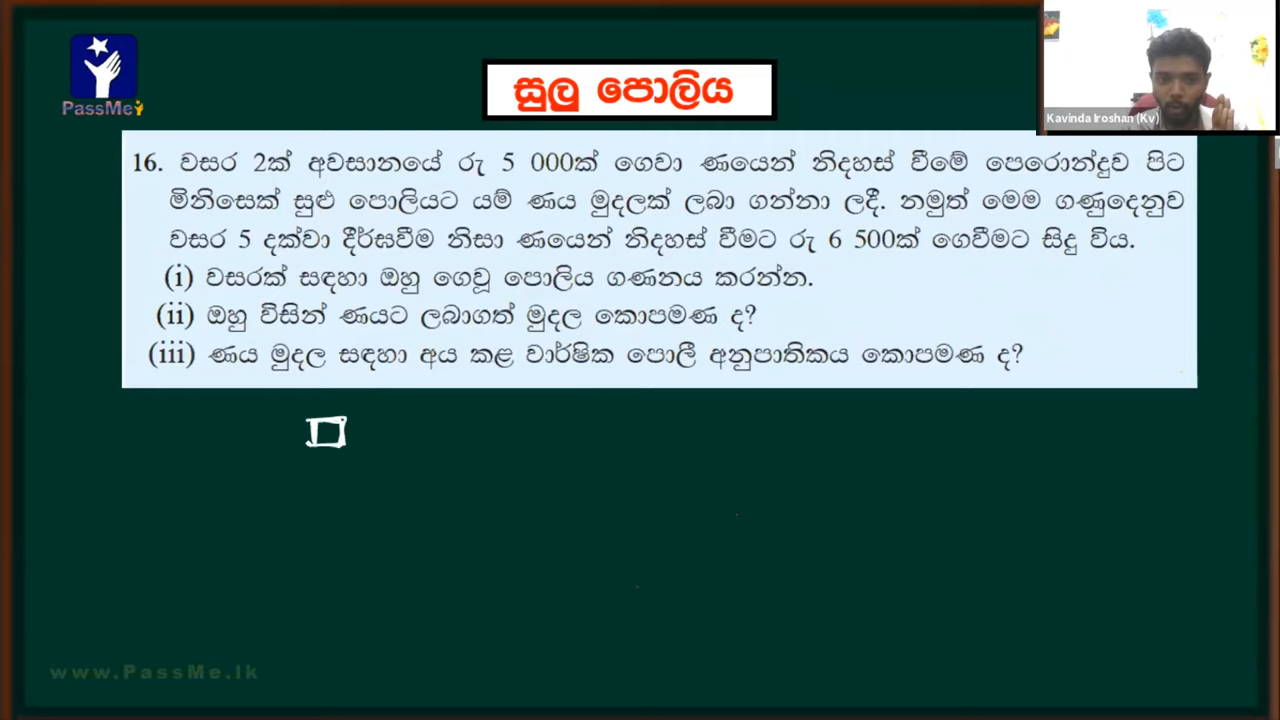 PassMe
සුලු පොලිය
Kavinda Iroshan (Kv)
16. වසර 2ක් අවසානයේ රු 5 000ක් ගෙවා ණයෙන් නිදහස් වීමේ පොරොන්දුව පිට
මිනිසෙක් සුළු පොලියට යම් ණය මුදලක් ලබා ගන්නා ලදී. නමුත් මෙම ගණුදෙනුව
වසර 5 දක්වා දීර්ඝවීම නිසා ණයෙන් නිදහස් වීමට රු 6 500ක් ගෙවීමට සිදු විය.
(i) වසරක් සඳහා ඔහු ගෙවූ පොලිය ගණනය කරන්න.
(ii) ඔහු විසින් ණයට ලබාගත් මුදල කොපමණ ද?
(iii) ණය මුදල සඳහා අය කළ වාර්ෂික පොලී අනුපාතිකය කොපමණ ද?
www.PassMe.lk